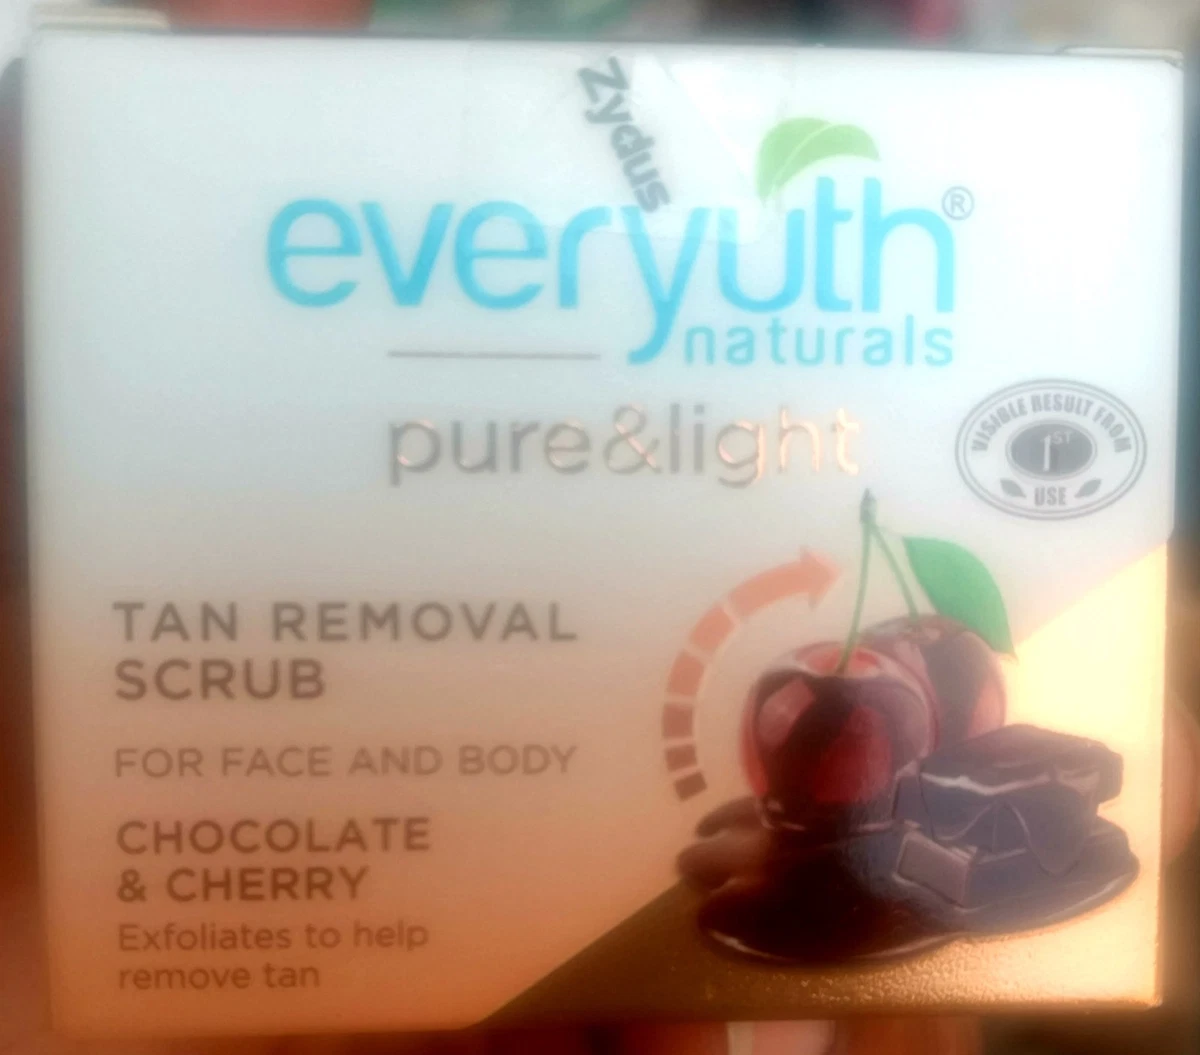 Zydus
everyuth®
naturals
pure&light
VISIBLE RESULT FROM
1ST
USE
TAN REMOVAL
SCRUB
FOR FACE AND BODY
CHOCOLATE
& CHERRY
Exfoliates to help
remove tan